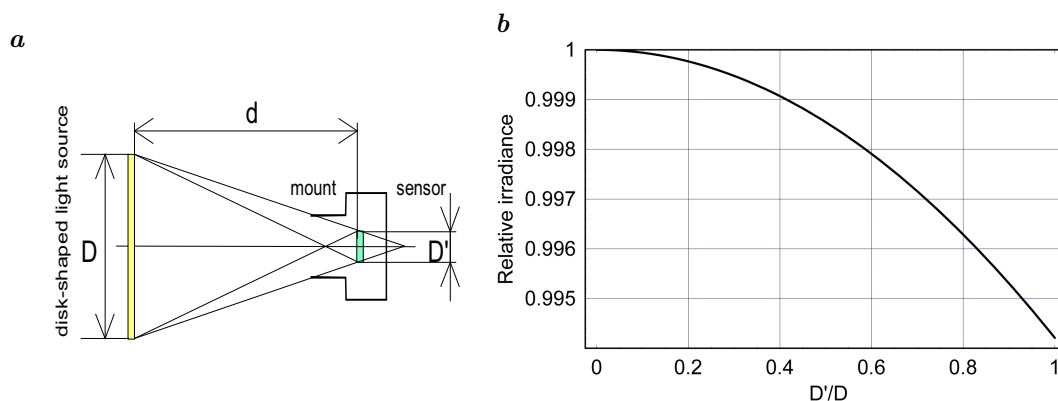 a
d
disk-shaped light source
D
mount
sensor
D'
b
Relative irradiance
1
0.999
0.998
0.997
0.996
0.995
0
0.2
0.4
0.6
0.8
1
D'/D